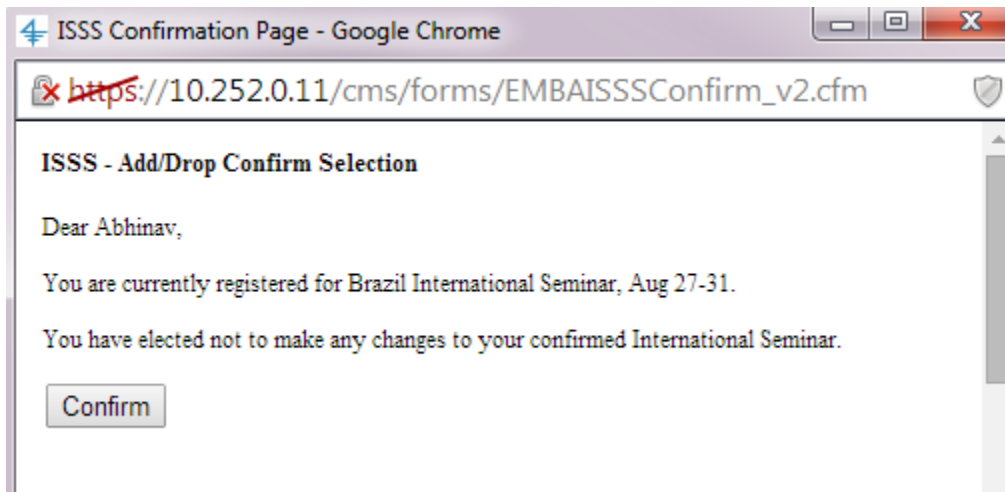 ISSS Confirmation Page - Google Chrome
https://10.252.0.11/cms/forms/EMBAISSSConfirm_v2.cfm
ISSS - Add/Drop Confirm Selection
Dear Abhinav,
You are currently registered for Brazil International Seminar, Aug 27-31.
You have elected not to make any changes to your confirmed International Seminar.
Confirm